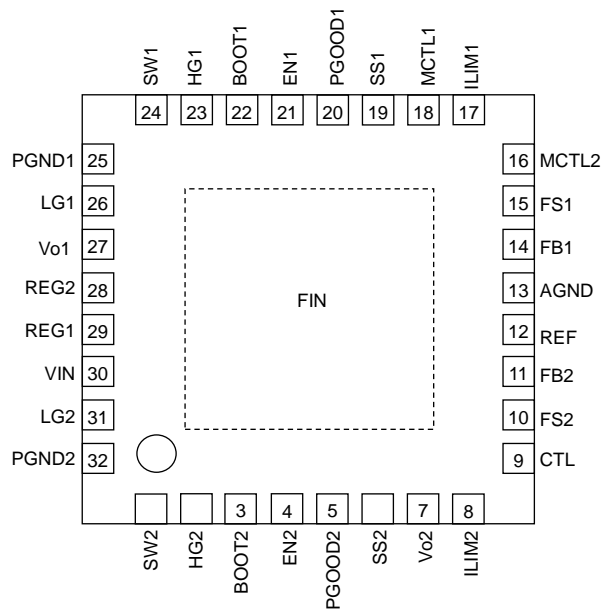 SW1 HG1 BOOT1 EN1 PGOOD1 SS1 MCTL1 ILIM1
24 23 22 21 20 19 18 17
PGND1 25 16 MCTL2
LG1 26 15 FS1
Vo1 27 14 FB1
REG2 28 13 AGND
FIN
REG1 29 12 REF
VIN 30 11 FB2
LG2 31 10 FS2
PGND2 32 9 CTL
3 4 5 7 8
SW2 HG2 BOOT2 EN2 PGOOD2 SS2 Vo2 ILIM2